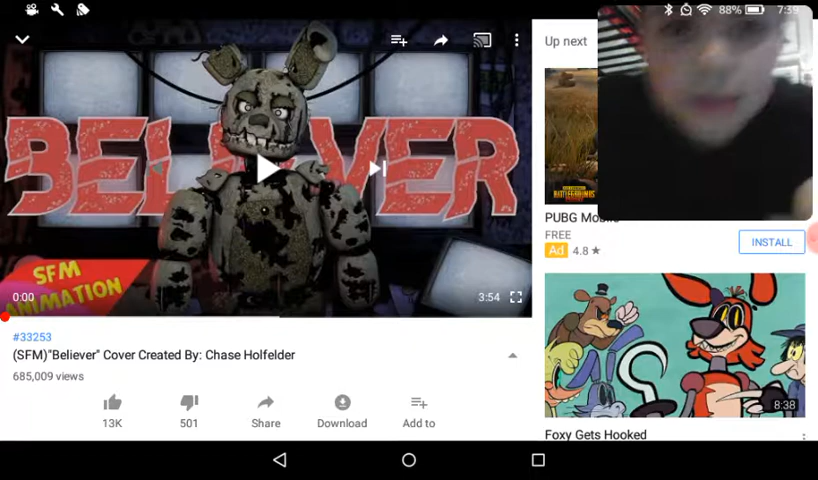 88% 7:39
Up next
BELIEVER
SFM
ANIMATION
0:00
3:54
PUBG Mobile
FREE
Ad 4.8 ★
INSTALL
#33253
(SFM)"Believer" Cover Created By: Chase Holfelder
685,009 views
13K
501
Share
Download
Add to
8:38
Foxy Gets Hooked